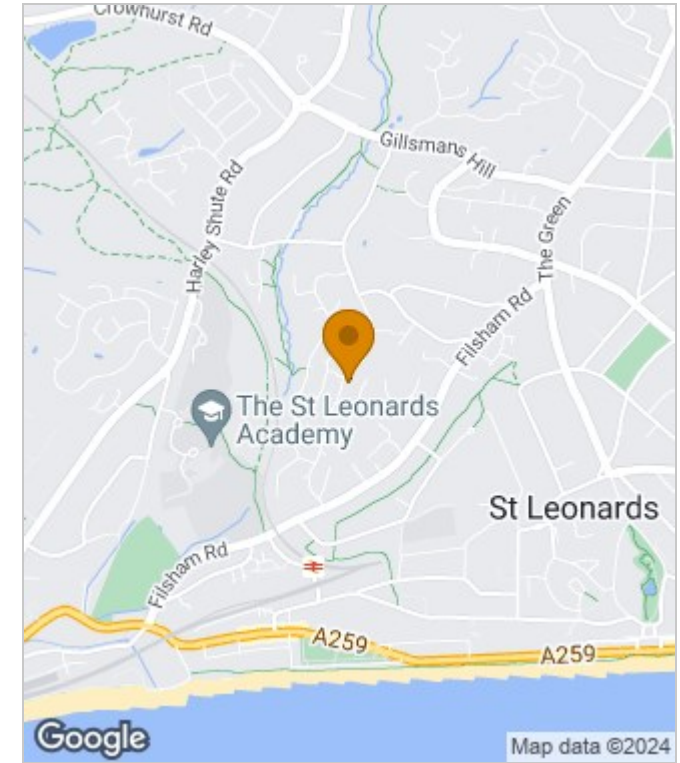 Crowhurst Rd
Gillsmans Hill
Harley Shute Rd
The Green
Filsham Rd
The St Leonards
Academy
St Leonards
Filsham Rd
A259
A259
Google
Map data ©2024